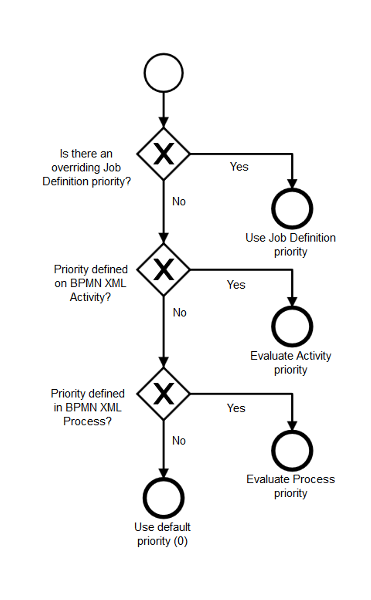 Is there an
overriding Job
Definition priority?
Yes
No
Use Job Definition
priority
Priority defined
on BPMN XML
Activity?
Yes
No
Evaluate Activity
priority
Priority defined
in BPMN XML
Process?
Yes
No
Evaluate Process
priority
Use default
priority (0)